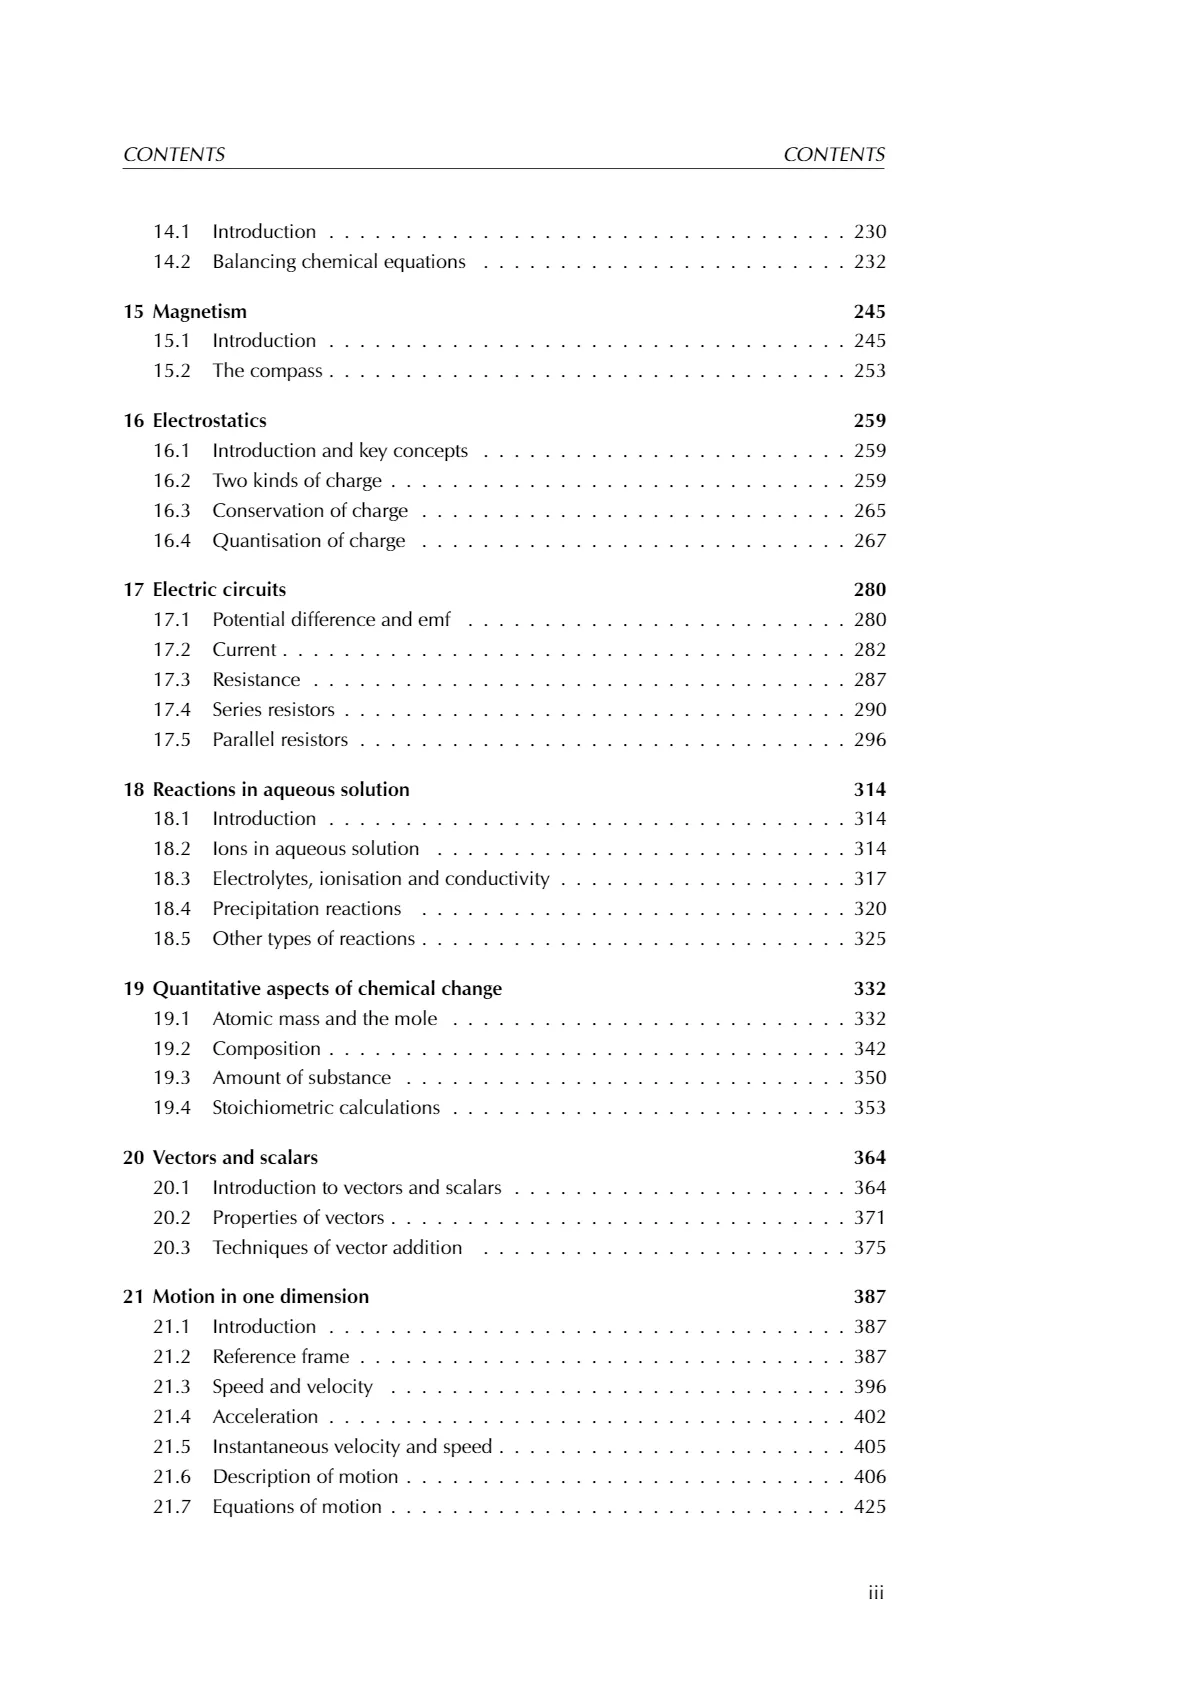 CONTENTS CONTENTS
14.1 Introduction . . . . . . . . . . . . . . . . . . . . . . . . . . . . . . . . . . 230
14.2 Balancing chemical equations . . . . . . . . . . . . . . . . . . . . . . . . 232
15 Magnetism 245
15.1 Introduction . . . . . . . . . . . . . . . . . . . . . . . . . . . . . . . . . . 245
15.2 The compass . . . . . . . . . . . . . . . . . . . . . . . . . . . . . . . . . . 253
16 Electrostatics 259
16.1 Introduction and key concepts . . . . . . . . . . . . . . . . . . . . . . . . 259
16.2 Two kinds of charge . . . . . . . . . . . . . . . . . . . . . . . . . . . . . . 259
16.3 Conservation of charge . . . . . . . . . . . . . . . . . . . . . . . . . . . . 265
16.4 Quantisation of charge . . . . . . . . . . . . . . . . . . . . . . . . . . . . 267
17 Electric circuits 280
17.1 Potential difference and emf . . . . . . . . . . . . . . . . . . . . . . . . . 280
17.2 Current . . . . . . . . . . . . . . . . . . . . . . . . . . . . . . . . . . . . . 282
17.3 Resistance . . . . . . . . . . . . . . . . . . . . . . . . . . . . . . . . . . . 287
17.4 Series resistors . . . . . . . . . . . . . . . . . . . . . . . . . . . . . . . . . 290
17.5 Parallel resistors . . . . . . . . . . . . . . . . . . . . . . . . . . . . . . . . 296
18 Reactions in aqueous solution 314
18.1 Introduction . . . . . . . . . . . . . . . . . . . . . . . . . . . . . . . . . . 314
18.2 Ions in aqueous solution . . . . . . . . . . . . . . . . . . . . . . . . . . . 314
18.3 Electrolytes, ionisation and conductivity . . . . . . . . . . . . . . . . . . . 317
18.4 Precipitation reactions . . . . . . . . . . . . . . . . . . . . . . . . . . . . 320
18.5 Other types of reactions . . . . . . . . . . . . . . . . . . . . . . . . . . . . 325
19 Quantitative aspects of chemical change 332
19.1 Atomic mass and the mole . . . . . . . . . . . . . . . . . . . . . . . . . . 332
19.2 Composition . . . . . . . . . . . . . . . . . . . . . . . . . . . . . . . . . . 342
19.3 Amount of substance . . . . . . . . . . . . . . . . . . . . . . . . . . . . . 350
19.4 Stoichiometric calculations . . . . . . . . . . . . . . . . . . . . . . . . . . 353
20 Vectors and scalars 364
20.1 Introduction to vectors and scalars . . . . . . . . . . . . . . . . . . . . . . 364
20.2 Properties of vectors . . . . . . . . . . . . . . . . . . . . . . . . . . . . . . 371
20.3 Techniques of vector addition . . . . . . . . . . . . . . . . . . . . . . . . 375
21 Motion in one dimension 387
21.1 Introduction . . . . . . . . . . . . . . . . . . . . . . . . . . . . . . . . . . 387
21.2 Reference frame . . . . . . . . . . . . . . . . . . . . . . . . . . . . . . . . 387
21.3 Speed and velocity . . . . . . . . . . . . . . . . . . . . . . . . . . . . . . 396
21.4 Acceleration . . . . . . . . . . . . . . . . . . . . . . . . . . . . . . . . . . 402
21.5 Instantaneous velocity and speed . . . . . . . . . . . . . . . . . . . . . . . 405
21.6 Description of motion . . . . . . . . . . . . . . . . . . . . . . . . . . . . . 406
21.7 Equations of motion . . . . . . . . . . . . . . . . . . . . . . . . . . . . . . 425
iii